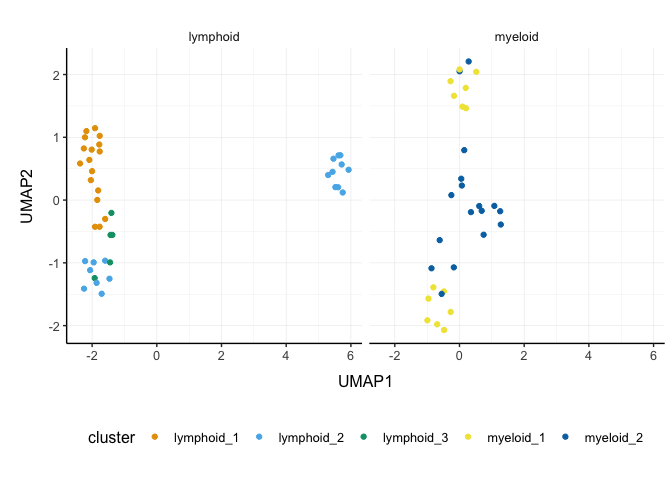 lymphoid myeloid
2
1
0
-1
-2
UMAP2
-2 0 2 4 6 -2 0 2 4 6
UMAP1
cluster lymphoid_1 lymphoid_2 lymphoid_3 myeloid_1 myeloid_2